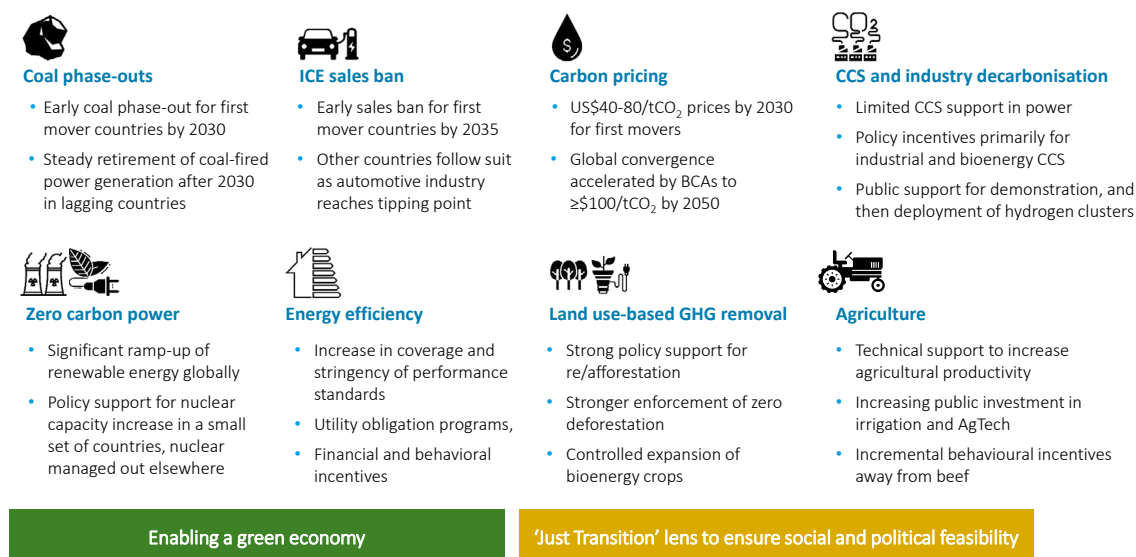 Coal phase-outs
• Early coal phase-out for first
mover countries by 2030
• Steady retirement of coal-fired
power generation after 2030
in lagging countries
ICE sales ban
• Early sales ban for first
mover countries by 2035
• Other countries follow suit
as automotive industry
reaches tipping point
$
Carbon pricing
• US$40-80/tCO₂ prices by 2030
for first movers
• Global convergence
accelerated by BCAs to
≥$100/tCO₂ by 2050
CO₂
CCS and industry decarbonisation
• Limited CCS support in power
• Policy incentives primarily for
industrial and bioenergy CCS
• Public support for demonstration, and
then deployment of hydrogen clusters
Zero carbon power
• Significant ramp-up of
renewable energy globally
• Policy support for nuclear
capacity increase in a small
set of countries, nuclear
managed out elsewhere
Energy efficiency
• Increase in coverage and
stringency of performance
standards
• Utility obligation programs,
• Financial and behavioral
incentives
Land use-based GHG removal
• Strong policy support for
re/afforestation
• Stronger enforcement of zero
deforestation
• Controlled expansion of
bioenergy crops
Agriculture
• Technical support to increase
agricultural productivity
• Increasing public investment in
irrigation and AgTech
• Incremental behavioural incentives
away from beef
Enabling a green economy
‘Just Transition’ lens to ensure social and political feasibility